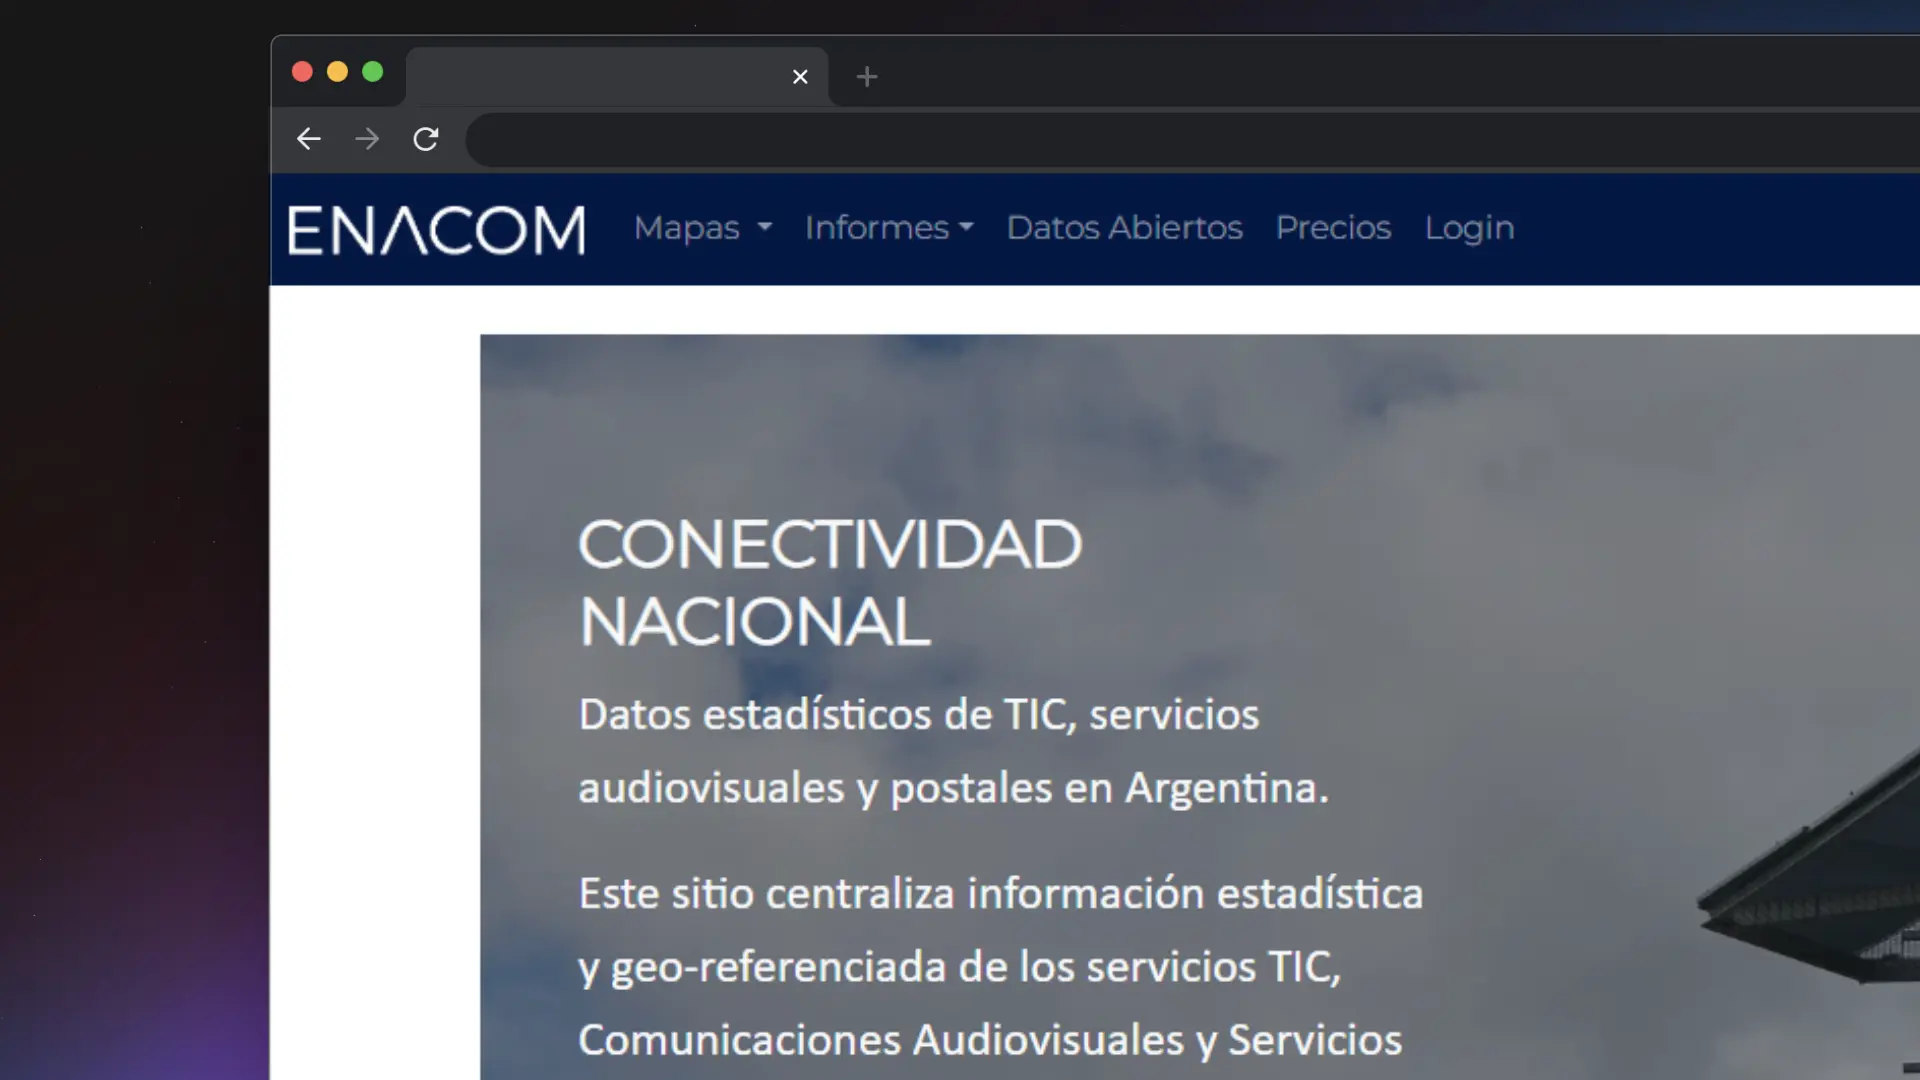 ENACOM
Mapas Informes Datos Abiertos Precios Login
CONECTIVIDAD
NACIONAL
Datos estadísticos de TIC, servicios
audiovisuales y postales en Argentina.
Este sitio centraliza información estadística
y geo-referenciada de los servicios TIC,
Comunicaciones Audiovisuales y Servicios